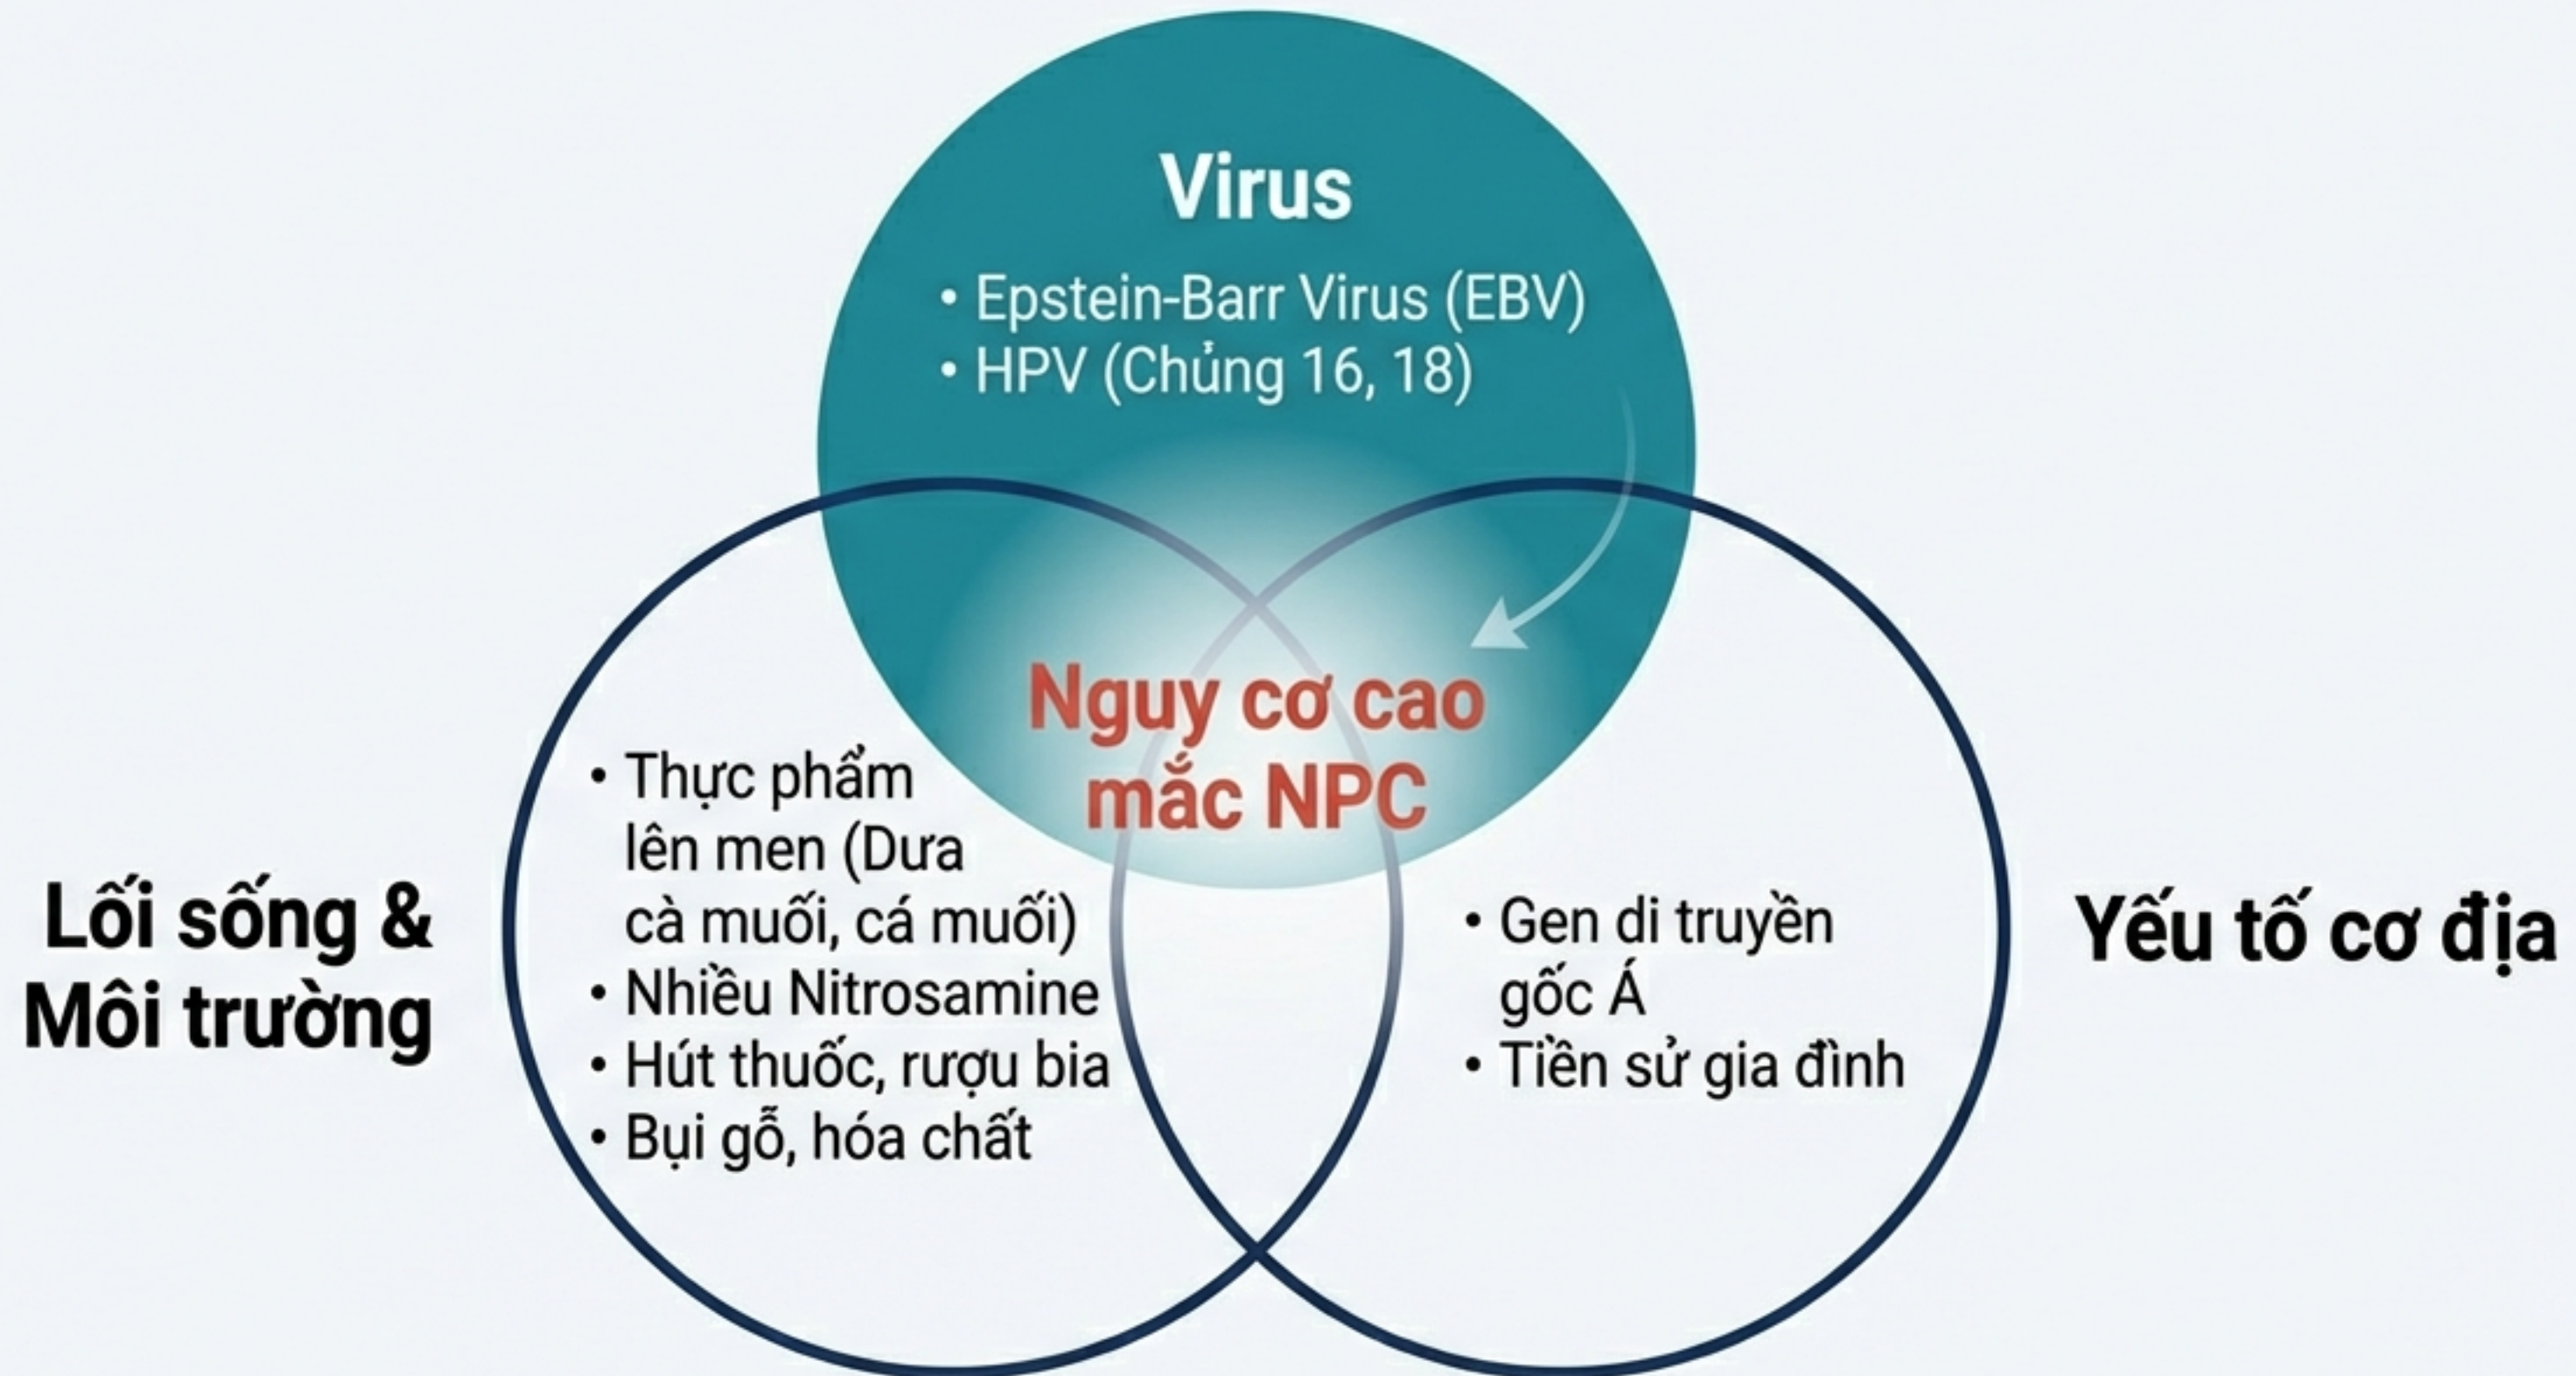 Virus
• Epstein-Barr Virus (EBV)
• HPV (Chủng 16, 18)
Nguy cơ cao
mắc NPC
Lối sống &
Môi trường
• Thực phẩm
lên men (Dưa
cà muối, cá muối)
• Nhiều Nitrosamine
• Hút thuốc, rượu bia
• Bụi gỗ, hóa chất
• Gen di truyền
gốc Á
• Tiền sử gia đình
Yếu tố cơ địa